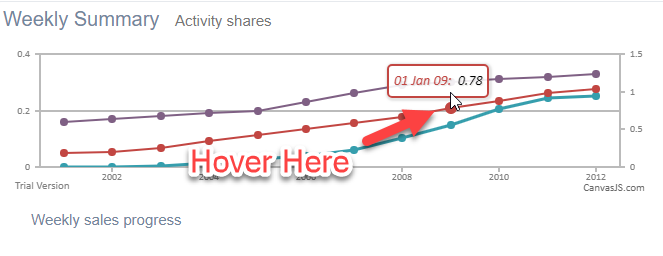 Weekly Summary Activity shares
0.4
1.5
01 Jan 09: 0.78
1
0.2
0.5
Hover Here
0
0
2002
2004
2006
2008
2010
2012
Trial Version
CanvasJS.com
Weekly sales progress